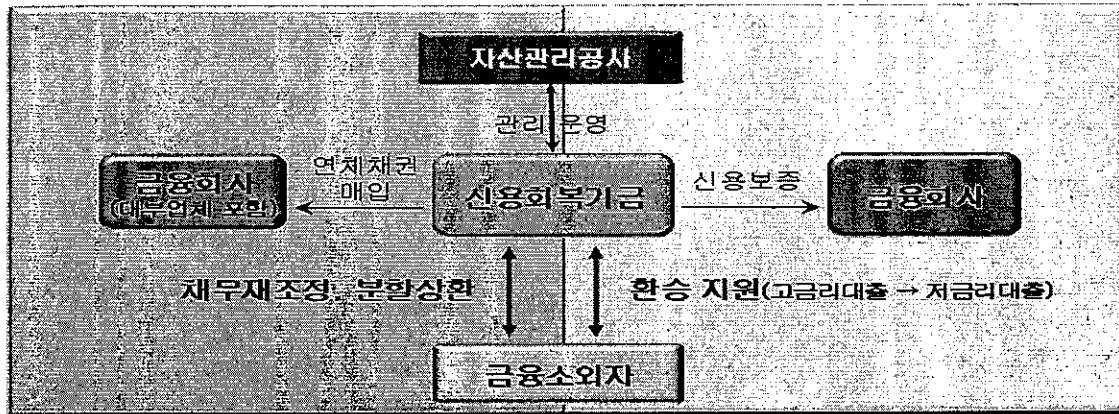 자산관리공사
관리 운영
금융회사
(대부업체 포함)
연체채권
매입
신용회복기금
신용보증
금융회사
채무재조정, 분할상환
환승 지원(고금리대출 → 저금리대출)
금융소외자